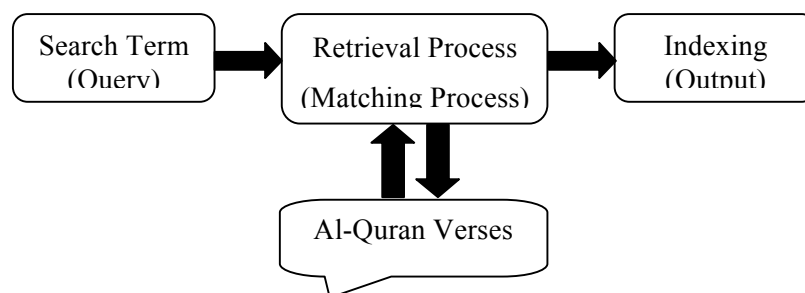 Search Term
(Query)
Retrieval Process
(Matching Process)
Indexing
(Output)
Al-Quran Verses